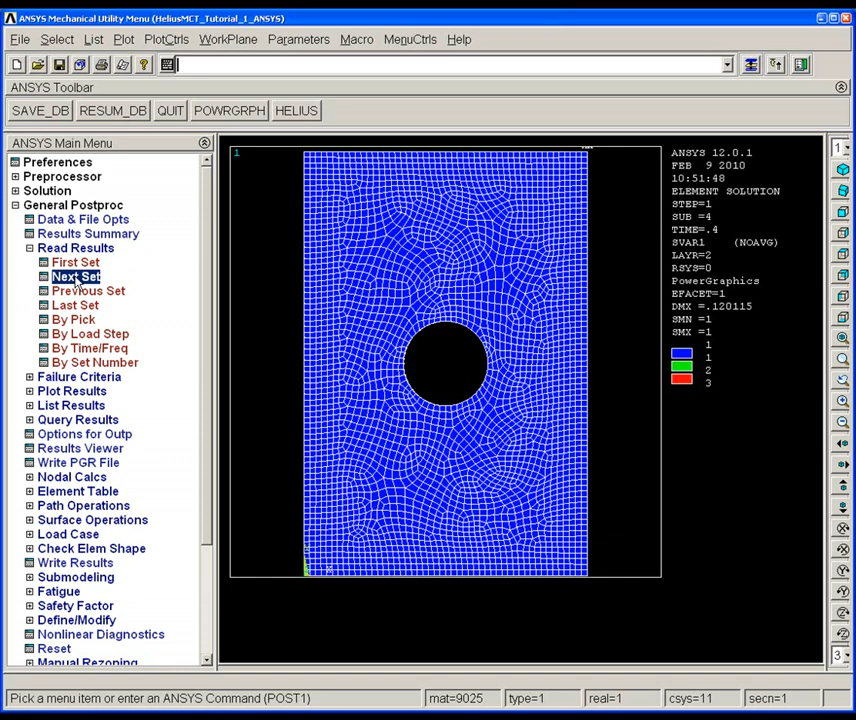 ANSYS Mechanical Utility Menu (HeliusMCT_Tutorial_1_ANSYS)
File Select List Plot PlotCtrls WorkPlane Parameters Macro MenuCtrls Help
ANSYS Toolbar
SAVE_DB RESUM_DB QUIT POWRGRPH HELIUS
ANSYS Main Menu
Preferences
Preprocessor
Solution
General Postproc
Data & File Opts
Results Summary
Read Results
First Set
Next Set
Previous Set
Last Set
By Pick
By Load Step
By Time/Freq
By Set Number
Failure Criteria
Plot Results
List Results
Query Results
Options for Outp
Results Viewer
Write PGR File
Nodal Calcs
Element Table
Path Operations
Surface Operations
Load Case
Check Elem Shape
Write Results
Submodeling
Fatigue
Safety Factor
Define/Modify
Nonlinear Diagnostics
Reset
Manual Rezoning
1
ANSYS 12.0.1
FEB 9 2010
10:51:48
ELEMENT SOLUTION
STEP=1
SUB =4
TIME=.4
SVAR1 (NOAVG)
LAYR=2
RSYS=0
PowerGraphics
EFACET=1
DMX =.120115
SMN =1
SMX =1
1
1
2
3
1
3
Pick a menu item or enter an ANSYS Command (POST1) mat=9025 type=1 real=1 csys=11 secn=1